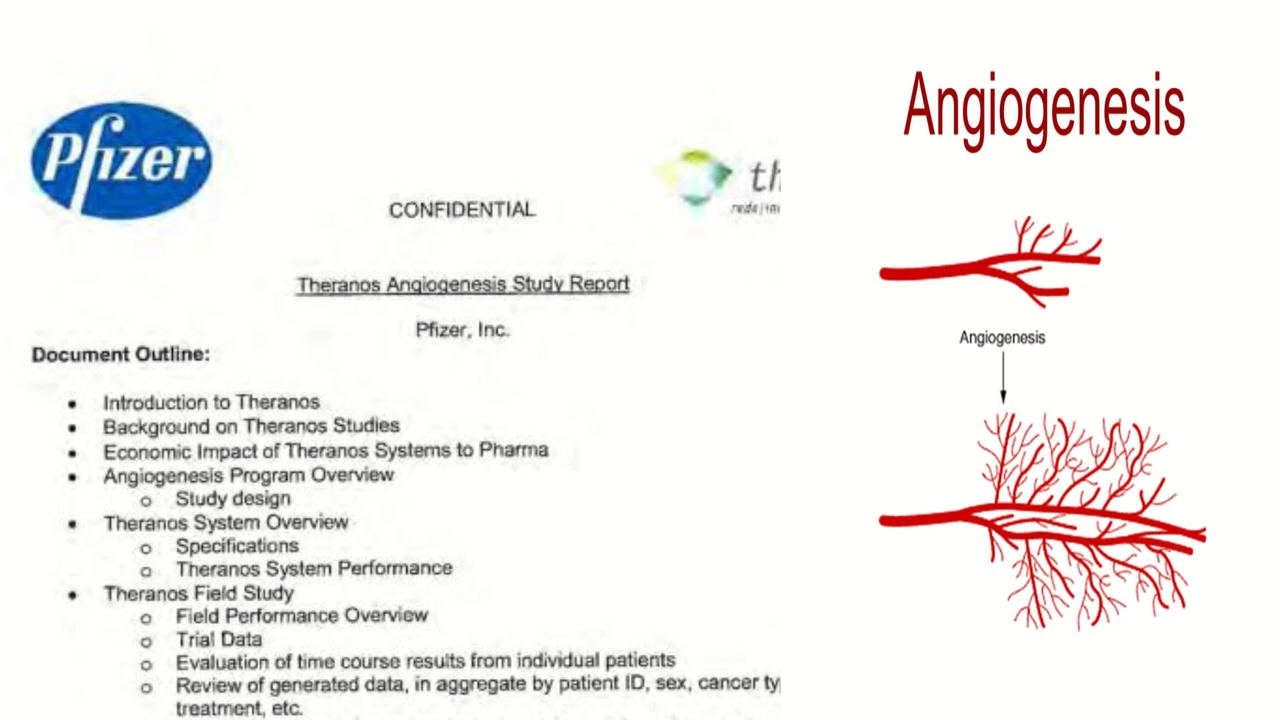 Pfizer
CONFIDENTIAL
Theranos Angiogenesis Study Report
Pfizer, Inc.
Document Outline:
• Introduction to Theranos
• Background on Theranos Studies
• Economic Impact of Theranos Systems to Pharma
• Angiogenesis Program Overview
o Study design
• Theranos System Overview
o Specifications
o Theranos System Performance
• Theranos Field Study
o Field Performance Overview
o Trial Data
o Evaluation of time course results from individual patients
o Review of generated data, in aggregate by patient ID, sex, cancer ty
treatment, etc.
th
Angiogenesis
Angiogenesis